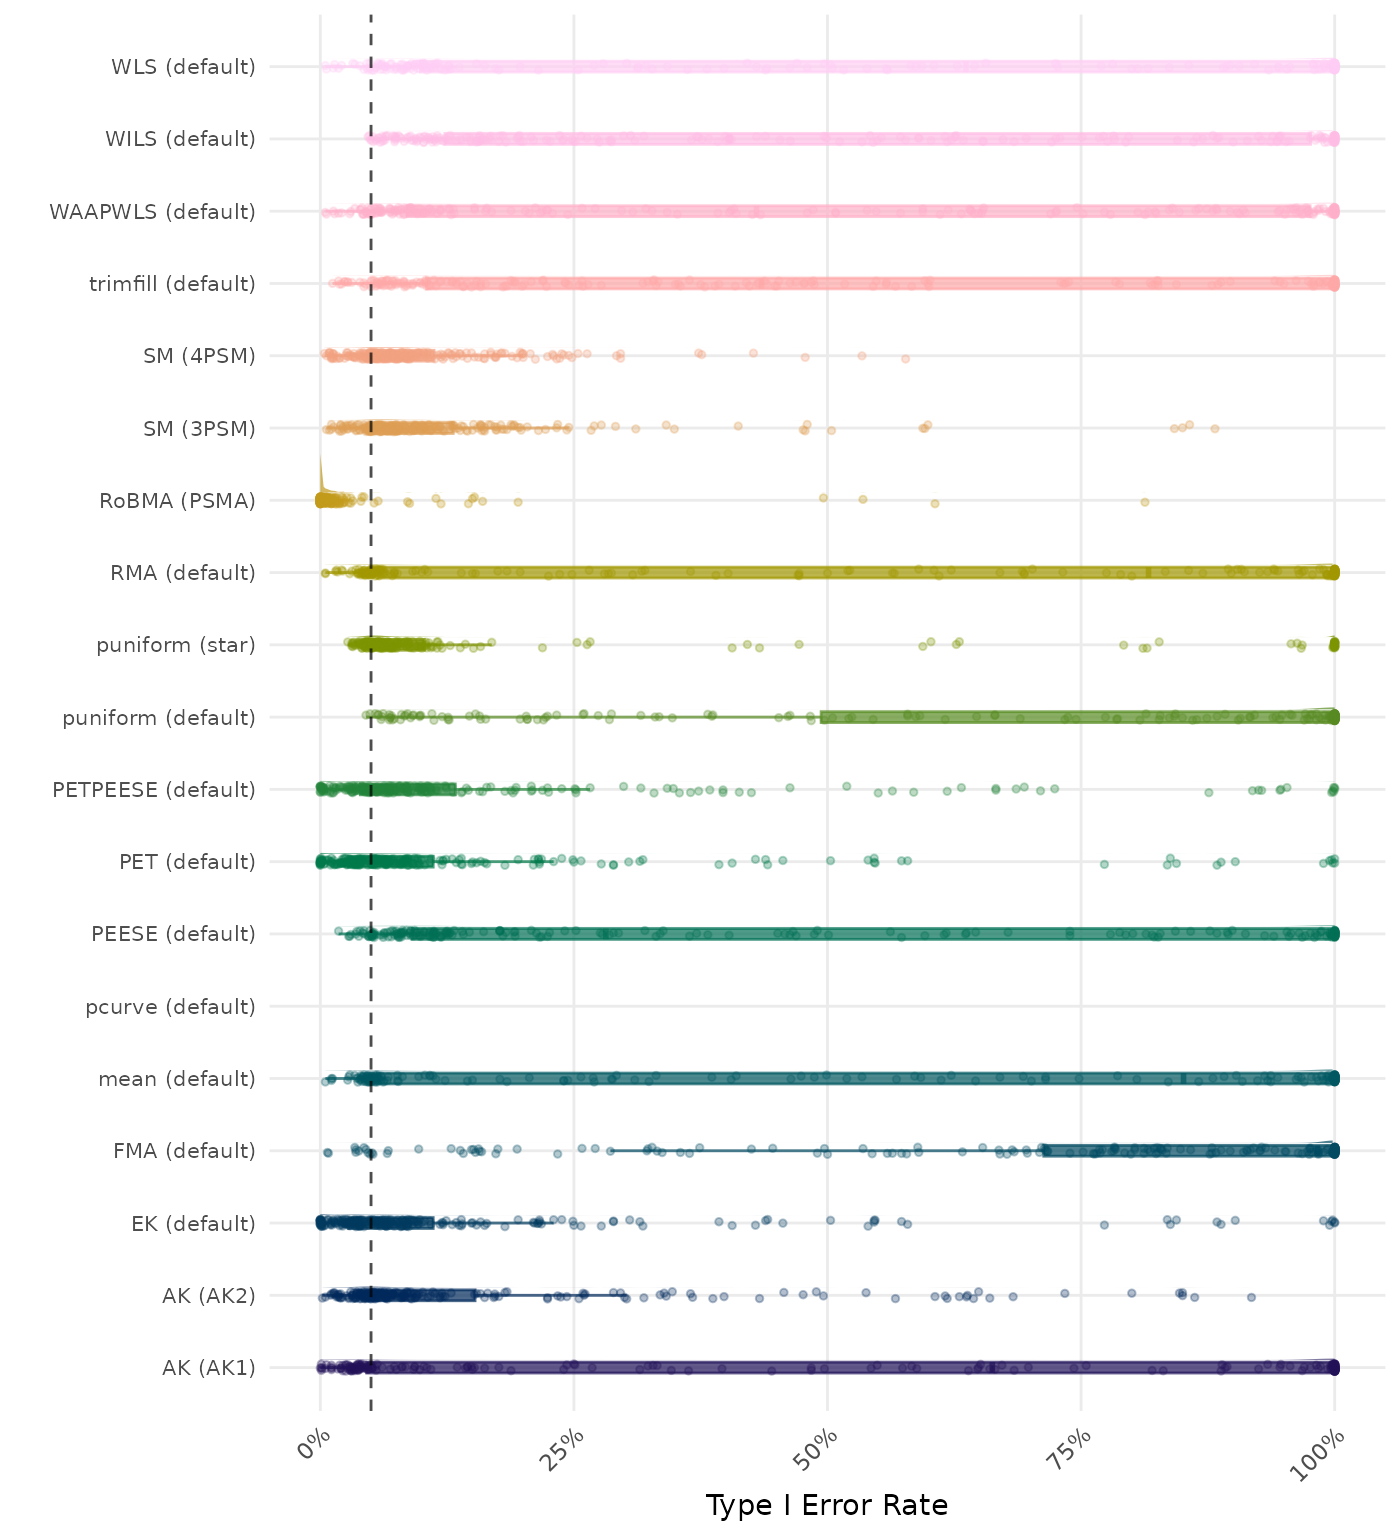 WLS (default)
WILS (default)
WAAPWLS (default)
trimfill (default)
SM (4PSM)
SM (3PSM)
RoBMA (PSMA)
RMA (default)
puniform (star)
puniform (default)
PETPEESE (default)
PET (default)
PEESE (default)
pcurve (default)
mean (default)
FMA (default)
EK (default)
AK (AK2)
AK (AK1)
0%
25%
50%
75%
100%
Type I Error Rate